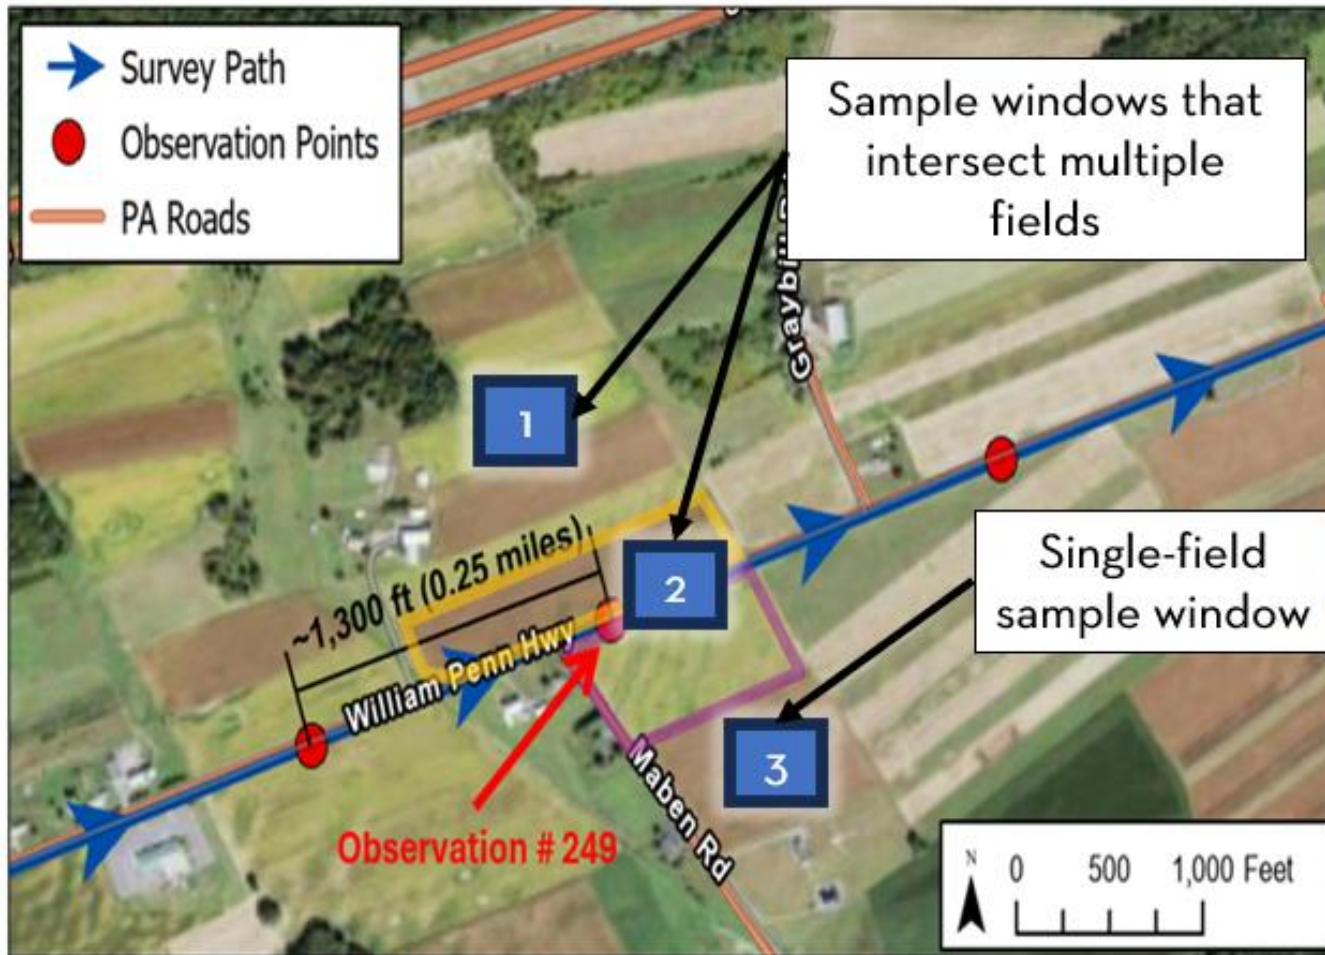 Survey Path
Observation Points
PA Roads
Sample windows that
intersect multiple
fields
1
2
Single-field
sample window
~1,300 ft (0.25 miles)
William Penn Hwy
3
Maben Rd
Observation # 249
N
0 500 1,000 Feet